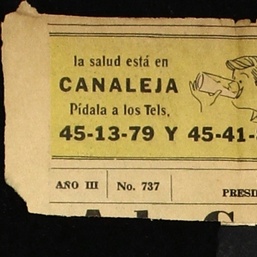 la salud está en
CANALEJA
Pídala a los Tels.
45-13-79 Y 45-41-
AÑO III No. 737 PRESI